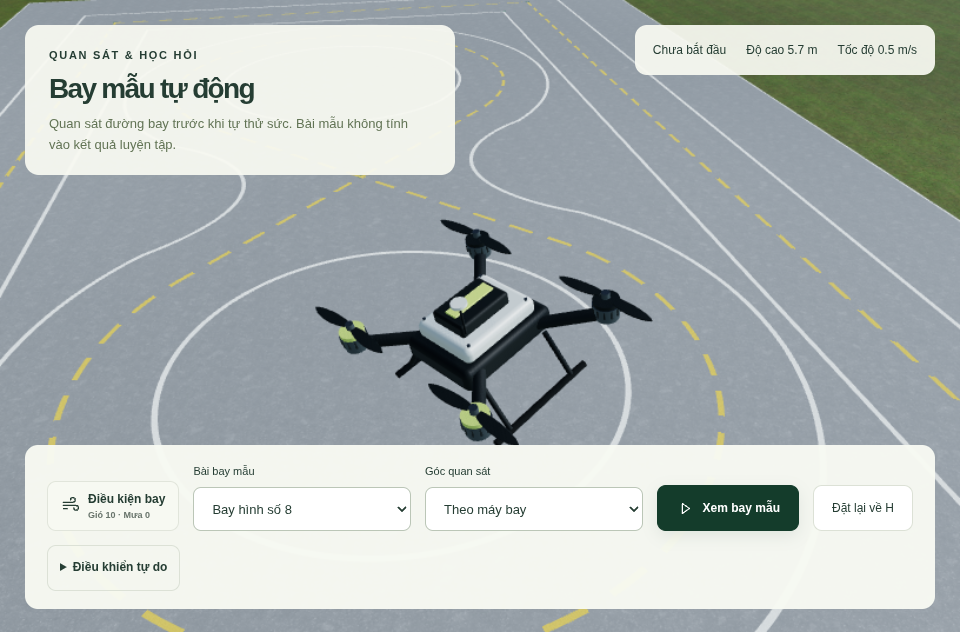 QUAN SÁT & HỌC HỎI
Bay mẫu tự động
Quan sát đường bay trước khi tự thử sức. Bài mẫu không tính
vào kết quả luyện tập.
Chưa bắt đầu Độ cao 5.7 m Tốc độ 0.5 m/s
Điều kiện bay
Gió 10 · Mưa 0
Bài bay mẫu
Bay hình số 8
Góc quan sát
Theo máy bay
Xem bay mẫu
Đặt lại về H
Điều khiển tự do